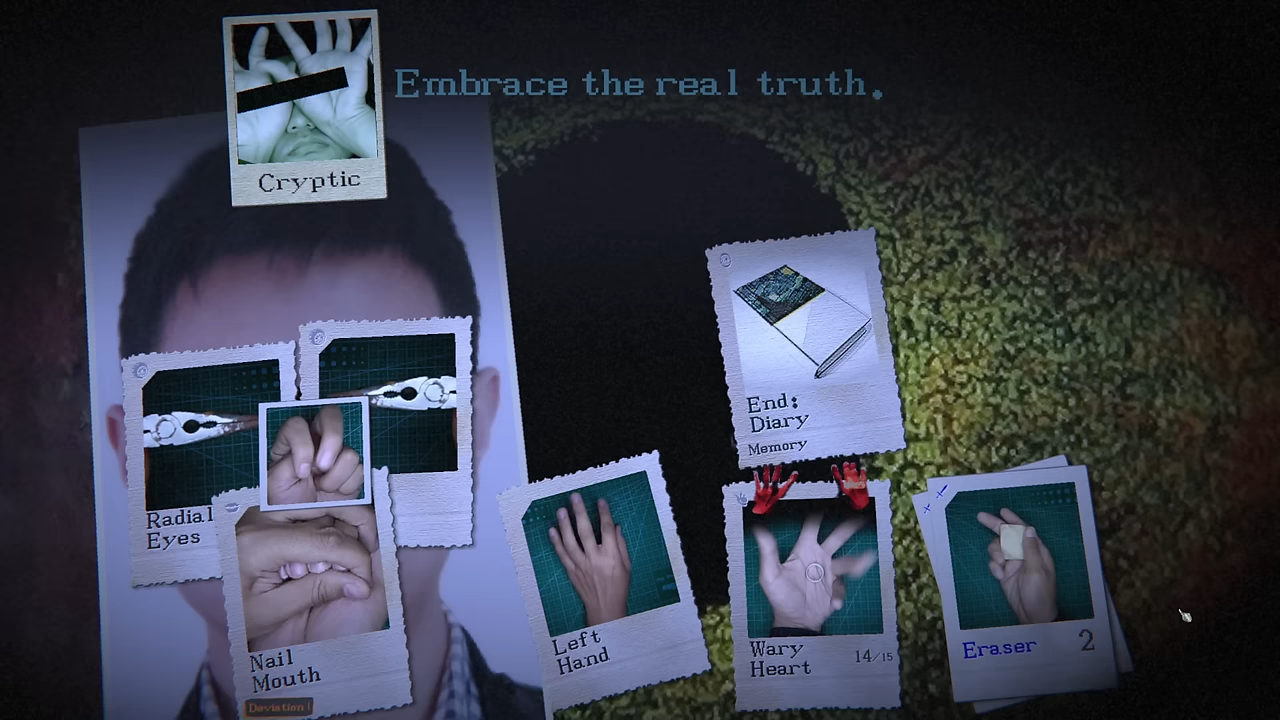 Embrace the real truth.
Cryptic
End:
Diary
Memory
Radial
Eyes
Nail
Mouth
Deviation!
Left
Hand
Wary
Heart
14/15
Eraser
2